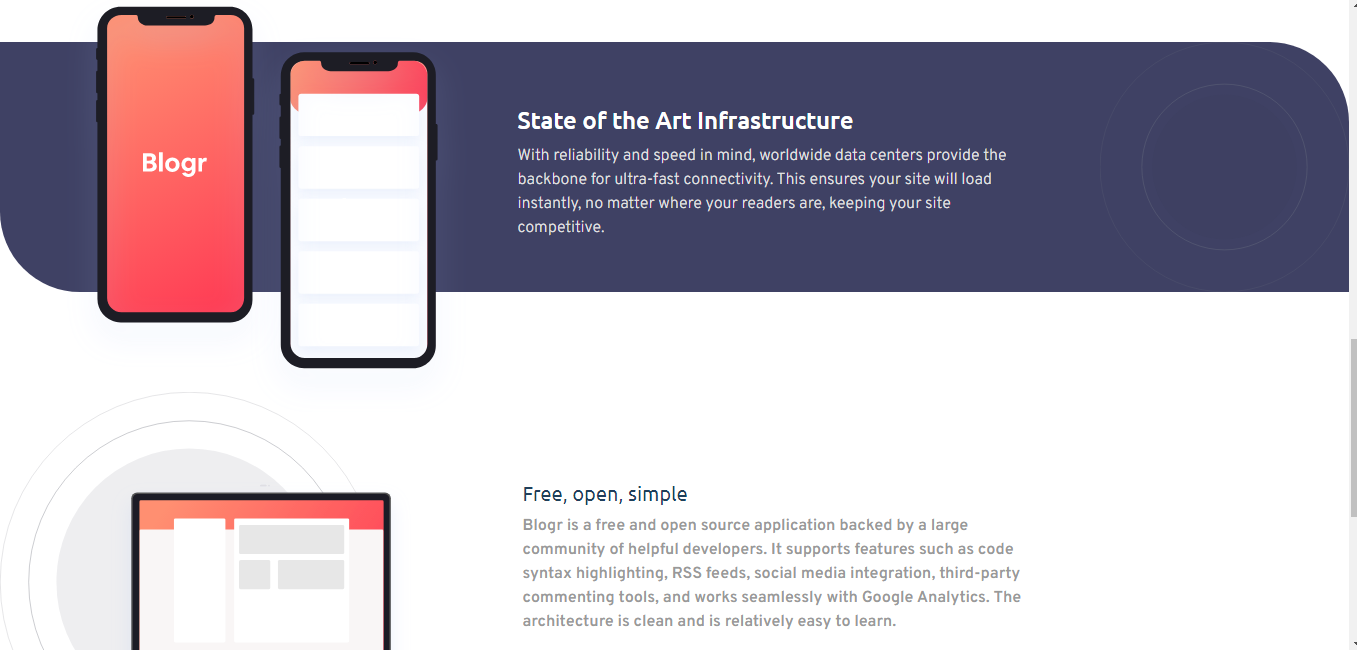 Blogr
State of the Art Infrastructure
With reliability and speed in mind, worldwide data centers provide the
backbone for ultra-fast connectivity. This ensures your site will load
instantly, no matter where your readers are, keeping your site
competitive.
Free, open, simple
Blogr is a free and open source application backed by a large
community of helpful developers. It supports features such as code
syntax highlighting, RSS feeds, social media integration, third-party
commenting tools, and works seamlessly with Google Analytics. The
architecture is clean and is relatively easy to learn.